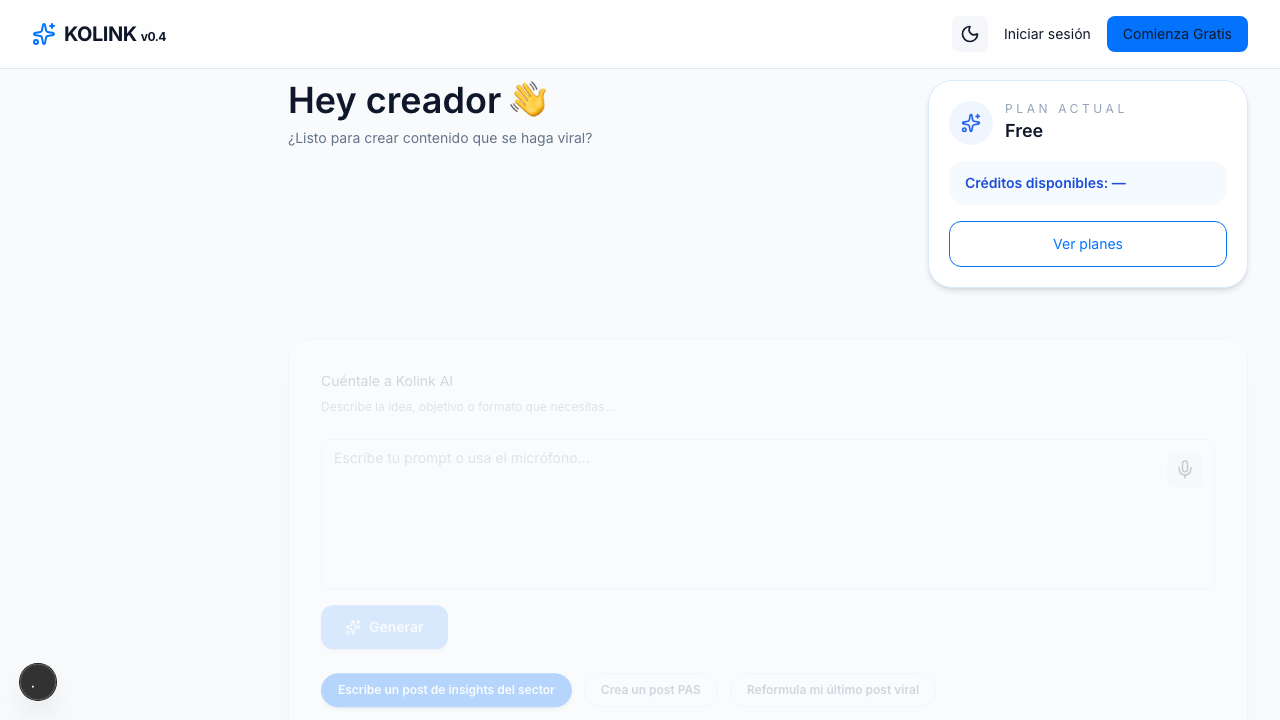 KOLINK v0.4
Iniciar sesión
Comienza Gratis
Hey creador 👋
¿Listo para crear contenido que se haga viral?
PLAN ACTUAL
Free
Créditos disponibles: —
Ver planes
Cuéntale a Kolink AI
Describe la idea, objetivo o formato que necesitas...
Escribe tu prompt o usa el micrófono...
Generar
Escribe un post de insights del sector
Crea un post PAS
Reformula mi último post viral